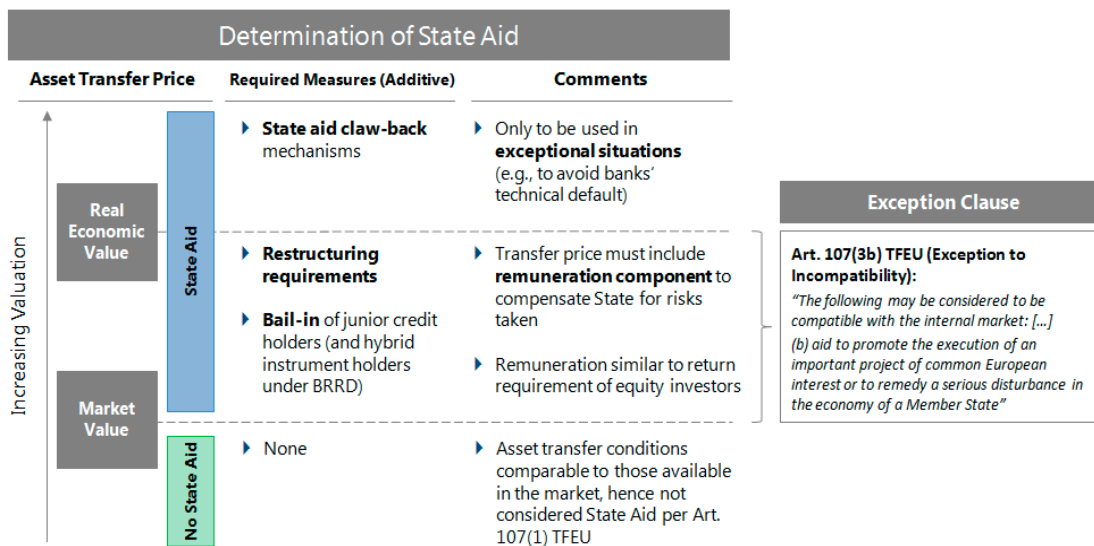 Determination of State Aid
Asset Transfer Price
Required Measures (Additive)
Comments
Increasing Valuation
Real
Economic
Value
Market
Value
State Aid
No State Aid
State aid claw-back
mechanisms
Only to be used in
exceptional situations
(e.g., to avoid banks'
technical default)
Restructuring
requirements
Bail-in of junior credit
holders (and hybrid
instrument holders
under BRRD)
Transfer price must include
remuneration component to
compensate State for risks
taken
Remuneration similar to return
requirement of equity investors
None
Asset transfer conditions
comparable to those available
in the market, hence not
considered State Aid per Art.
107(1) TFEU
Exception Clause
Art. 107(3b) TFEU (Exception to
Incompatibility):
"The following may be considered to be
compatible with the internal market: [...]
(b) aid to promote the execution of an
important project of common European
interest or to remedy a serious disturbance in
the economy of a Member State"